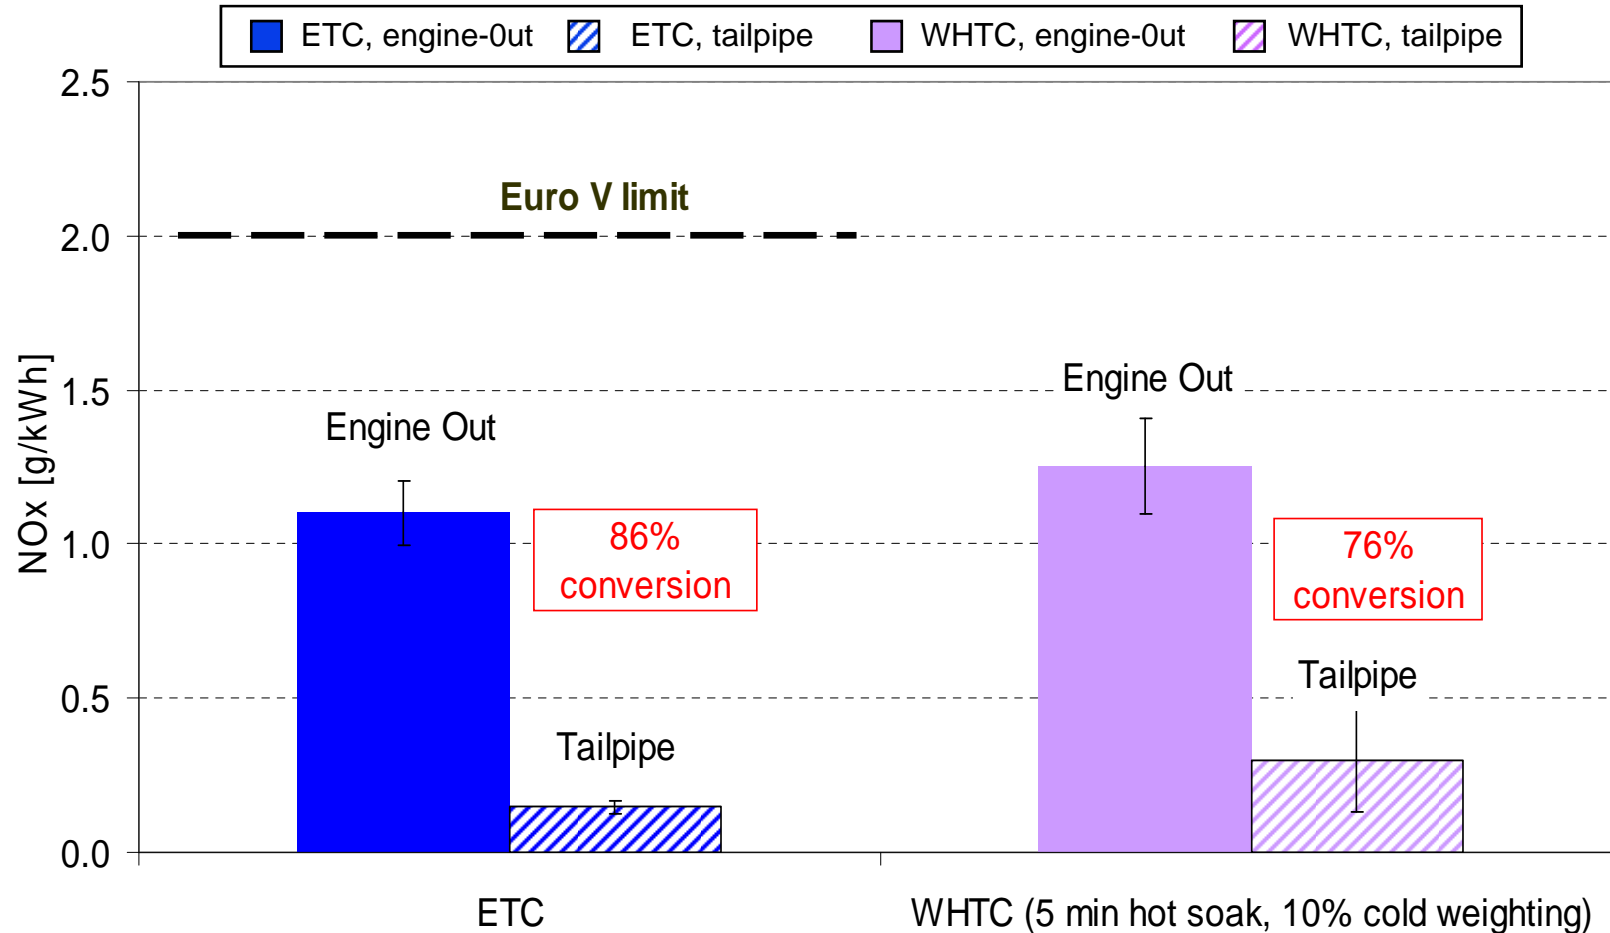 ETC, engine-0ut ETC, tailpipe WHTC, engine-0ut WHTC, tailpipe
2.5
Euro V limit
2.0
NOx [g/kWh]
1.5
Engine Out
Engine Out
86%
conversion
76%
conversion
1.0
Tailpipe
0.5
Tailpipe
0.0
ETC
WHTC (5 min hot soak, 10% cold weighting)